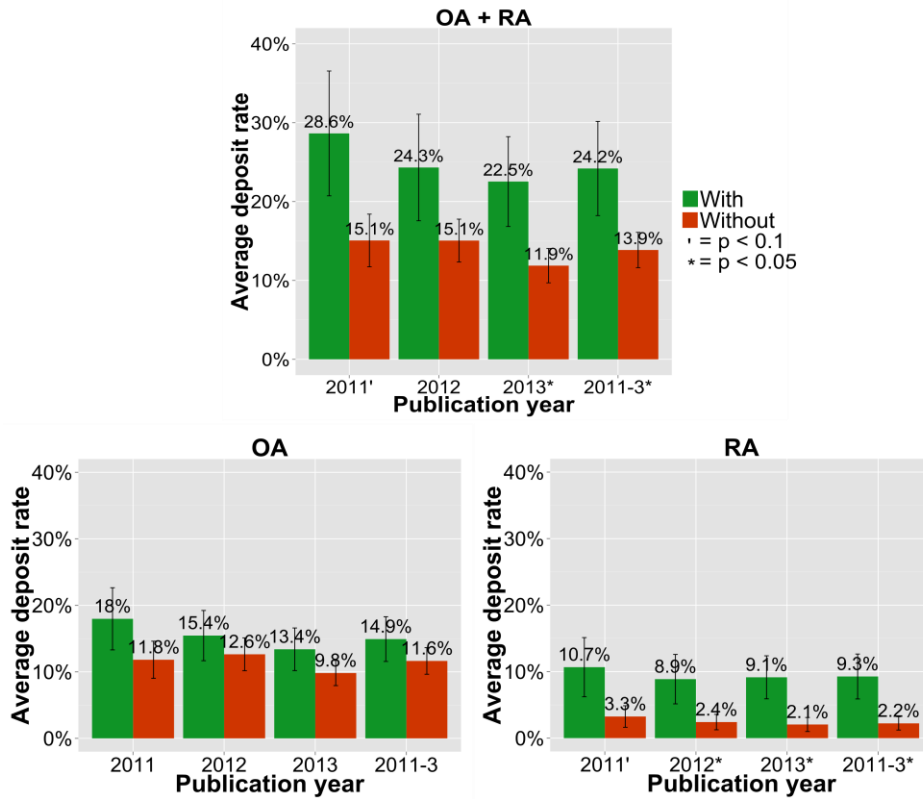 OA + RA
Average deposit rate
40%
30%
20%
10%
0%
28.6%
15.1%
24.3%
15.1%
22.5%
11.9%
24.2%
13.9%
2011' 2012 2013* 2011-3*
Publication year
With
Without
' = p < 0.1
* = p < 0.05
OA
Average deposit rate
40%
30%
20%
10%
0%
18%
11.8%
15.4%
12.6%
13.4%
9.8%
14.9%
11.6%
2011 2012 2013 2011-3
Publication year
RA
Average deposit rate
40%
30%
20%
10%
0%
10.7%
3.3%
8.9%
2.4%
9.1%
2.1%
9.3%
2.2%
2011' 2012* 2013* 2011-3*
Publication year